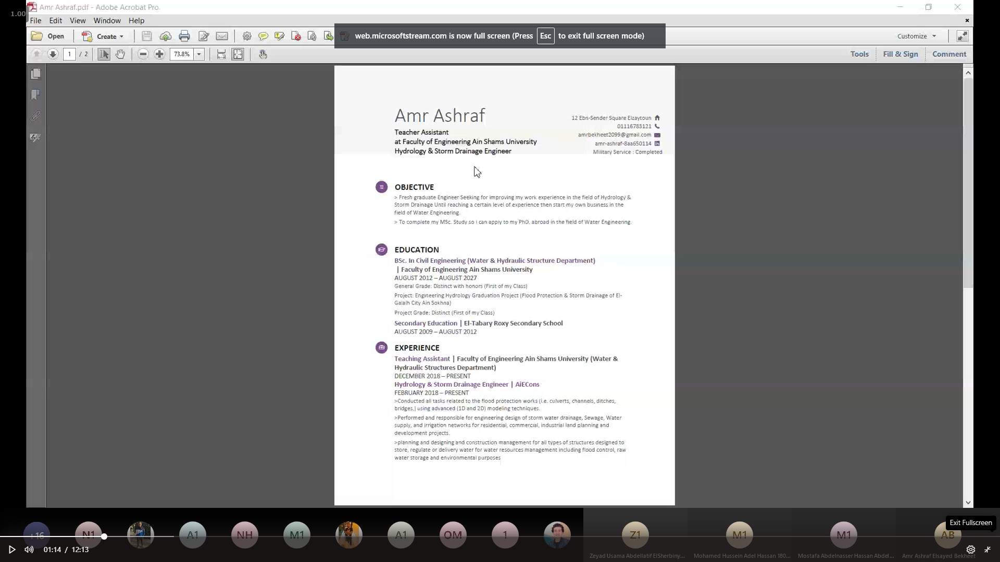 Amr Ashraf.pdf - Adobe Acrobat Pro
1.00
File Edit View Window Help
Open Create Customize
web.microsoftstream.com is now full screen (Press Esc to exit full screen mode)
1 / 2 73.8% Tools Fill & Sign Comment
Amr Ashraf
Teacher Assistant
at Faculty of Engineering Ain Shams University
Hydrology & Storm Drainage Engineer
12 Ebn-Sender Square Elzaytoun
01116783121
amrbekheet2099@gmail.com
amr-ashraf-8aa650114
Military Service : Completed
OBJECTIVE
> Fresh graduate Engineer Seeking for improving my work experience in the field of Hydrology &
Storm Drainage Until reaching a certain level of experience then start my own business in the
field of Water Engineering.
> To complete my MSc. Study so i can apply to my PhD. abroad in the field of Water Engineering.
EDUCATION
BSc. In Civil Engineering (Water & Hydraulic Structure Department)
| Faculty of Engineering Ain Shams University
AUGUST 2012 – AUGUST 2027
General Grade: Distinct with honors (First of my Class)
Project: Engineering Hydrology Graduation Project (Flood Protection & Storm Drainage of El-
Galalh City Ain Sokhna)
Project Grade: Distinct (First of my Class)
Secondary Education | El-Tabary Roxy Secondary School
AUGUST 2009 – AUGUST 2012
EXPERIENCE
Teaching Assistant | Faculty of Engineering Ain Shams University (Water &
Hydraulic Structures Department)
DECEMBER 2018 – PRESENT
Hydrology & Storm Drainage Engineer | AiECons
FEBRUARY 2018 – PRESENT
>Conducted all tasks related to the flood protection works (i.e. culverts, channels, ditches,
bridges,) using advanced (1D and 2D) modeling techniques.
>Performed and responsible for engineering design of storm water drainage, Sewage, Water
supply, and irrigation networks for residential, commercial, industrial land planning and
development projects.
>planning and designing and construction management for all types of structures designed to
store, regulate or delivery water for water resources management including flood control, raw
water storage and environmental purposes
Exit Fullscreen
+16 N1 A1 NH M1 A1 OM 1 Z1 M1 M1 AB
01:14 / 12:13
Zeyad Usama Abdellatif ElSherbiny... Mohamed Hussein Adel Hassan 180... Mostafa Abdelnasser Hassan Abdel... Amr Ashraf Elsayed Bekheet